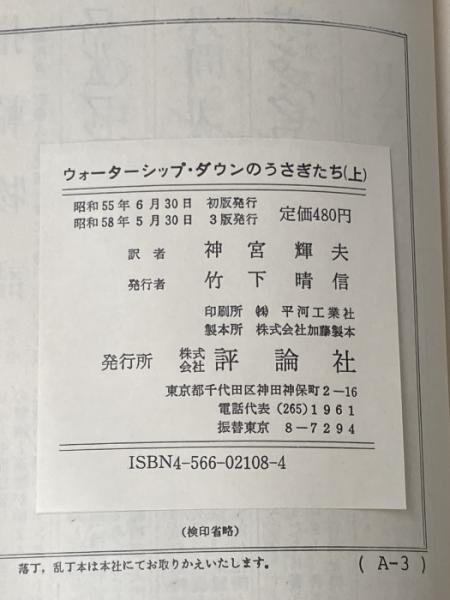 ウォーターシップ・ダウンのうさぎたち(上)
昭和55年6月30日 初版発行
昭和58年5月30日 3版発行 定価480円
訳者 神宮輝夫
発行者 竹下晴信
印刷所 ㈱ 平河工業社
製本所 株式会社加藤製本
発行所 株式会社 評論社
東京都千代田区神田神保町2-16
電話代表 (265)1961
振替東京 8-7294
ISBN4-566-02108-4
(検印省略)
落丁,乱丁本は本社にてお取りかえいたします。 (A-3)